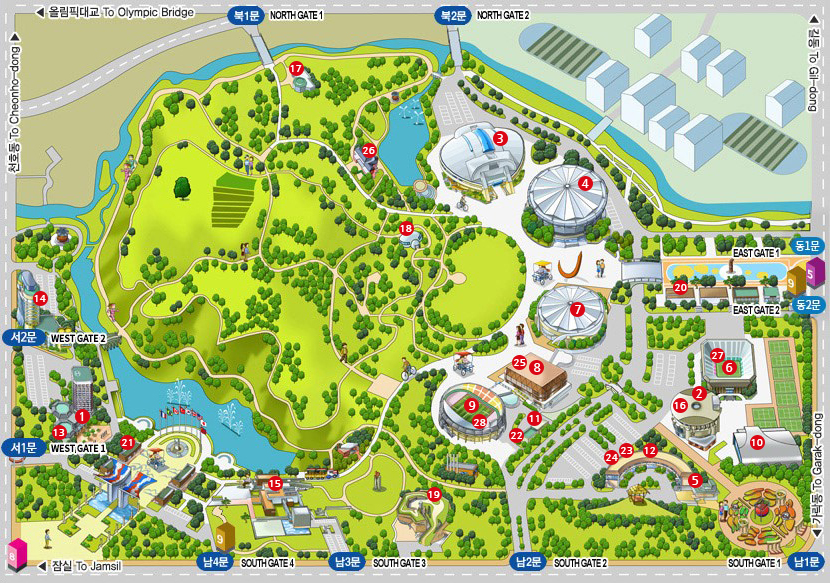 ◀ 올림픽대교 To Olympic Bridge
북1문 NORTH GATE 1
북2문 NORTH GATE 2
천호동 To Cheonho-dong ▶
길동 To Gil-dong ▶
17
3
26
4
18
동1문
EAST GATE 1
5
9
20
동2문
EAST GATE 2
14
7
서2문 WEST GATE 2
25 8
27
6
2
16
9
28
11
22
1
13
서1문 WEST GATE 1
21
10
24 23 12
5
15
19
가락동 To Garak-dong
9
8
◀ 잠실 To Jamsil
남4문 SOUTH GATE 4
남3문 SOUTH GATE 3
남2문 SOUTH GATE 2
SOUTH GATE 1 남1문